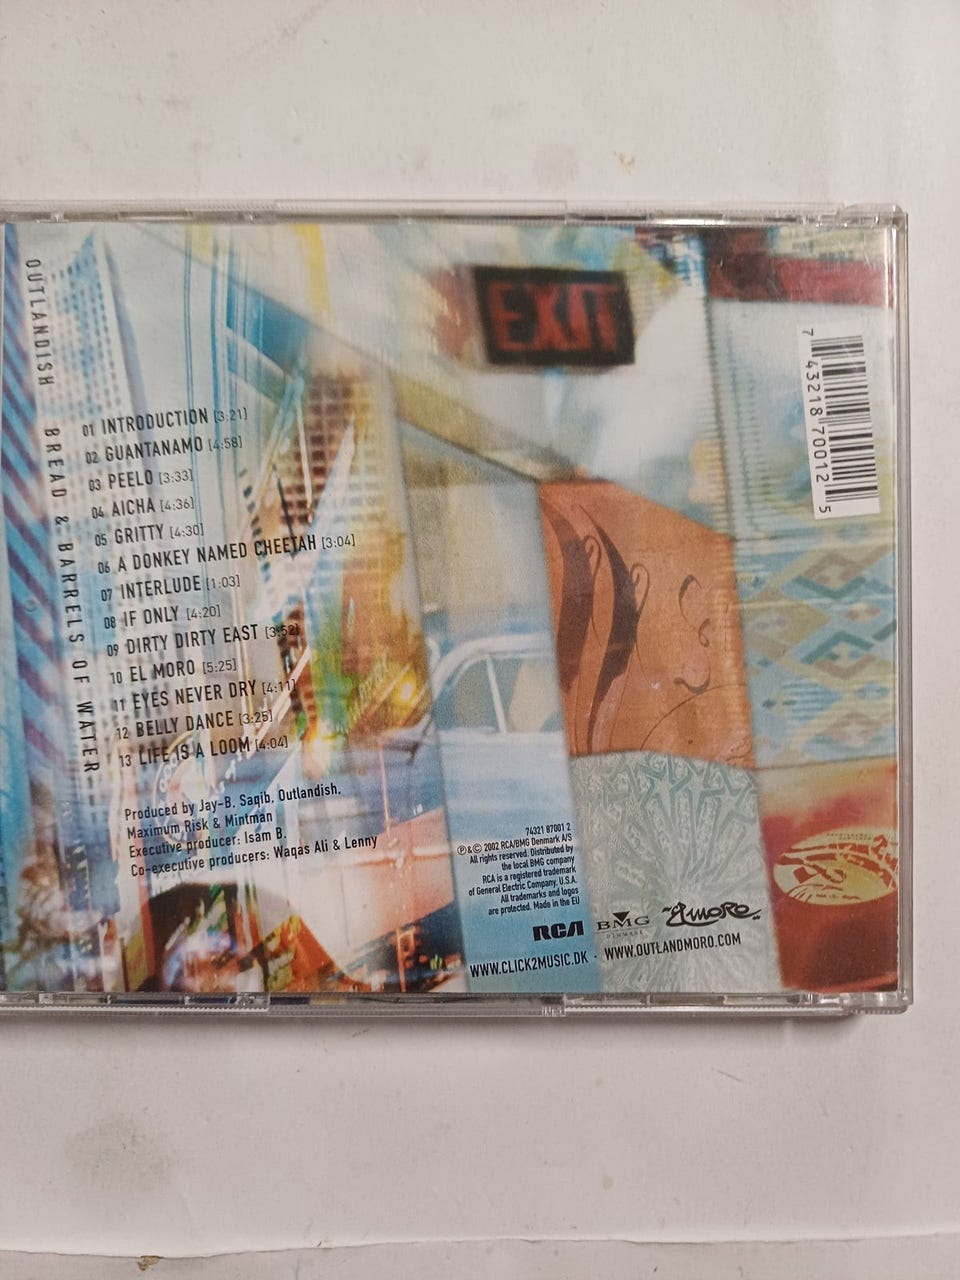 OUTLANDISH BREAD & BARRELS OF WATER
EXIT
01 INTRODUCTION [3:21]
02 GUANTANAMO [4:58]
03 PEELO [3:33]
04 AICHA [4:36]
05 GRITTY [4:30]
06 A DONKEY NAMED CHEETAH [3:04]
07 INTERLUDE [1:03]
08 IF ONLY [4:20]
09 DIRTY DIRTY EAST [3:52]
10 EL MORO [5:25]
11 EYES NEVER DRY [4:11]
12 BELLY DANCE [3:25]
13 LIFE IS A LOOM [4:04]
Produced by Jay-B, Saqib, Outlandish,
Maximum Risk & Mintman
Executive producer: Isam B.
Co-executive producers: Waqas Ali & Lenny
7 43218 70012 5
74321 87001 2
℗&© 2002 RCA/BMG Denmark A/S
All rights reserved. Distributed by
the local BMG company
RCA is a registered trademark
of General Electric Company, U.S.A.
All trademarks and logos
are protected. Made in the EU
RCA BMG DENMARK -Amoro-
WWW.CLICK2MUSIC.DK · WWW.OUTLANDMORO.COM